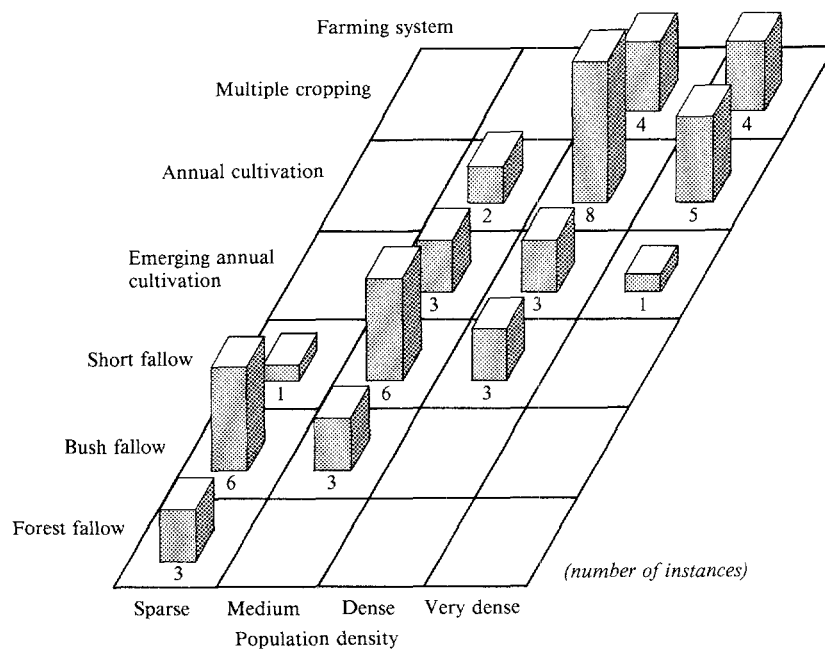 Farming system
Multiple cropping
4 4
Annual cultivation
2 8 5
Emerging annual
cultivation
3 3 1
Short fallow
1 6 3
Bush fallow
6 3
Forest fallow
3
(number of instances)
Sparse Medium Dense Very dense
Population density